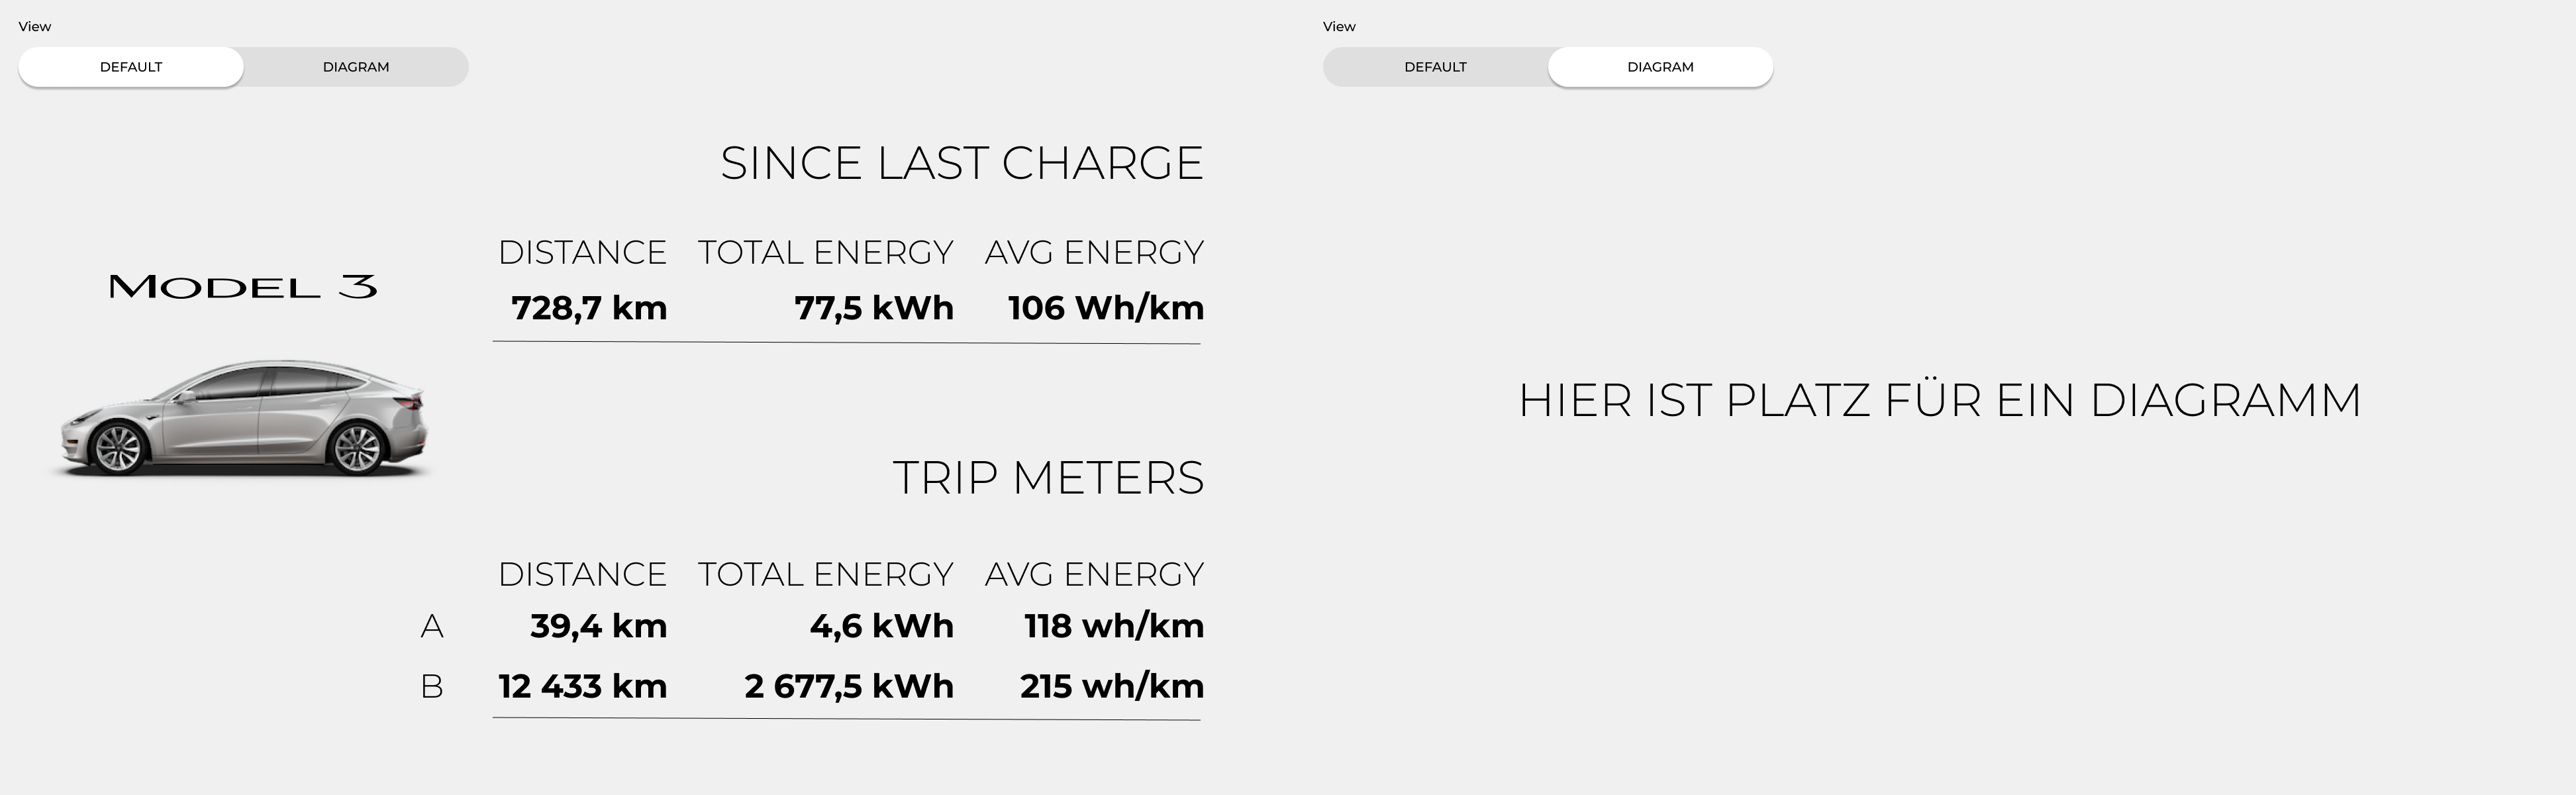 View
DEFAULT DIAGRAM
SINCE LAST CHARGE
MODEL 3
DISTANCE TOTAL ENERGY AVG ENERGY
728,7 km 77,5 kWh 106 Wh/km
TRIP METERS
DISTANCE TOTAL ENERGY AVG ENERGY
A 39,4 km 4,6 kWh 118 wh/km
B 12 433 km 2 677,5 kWh 215 wh/km
View
DEFAULT DIAGRAM
HIER IST PLATZ FÜR EIN DIAGRAMM